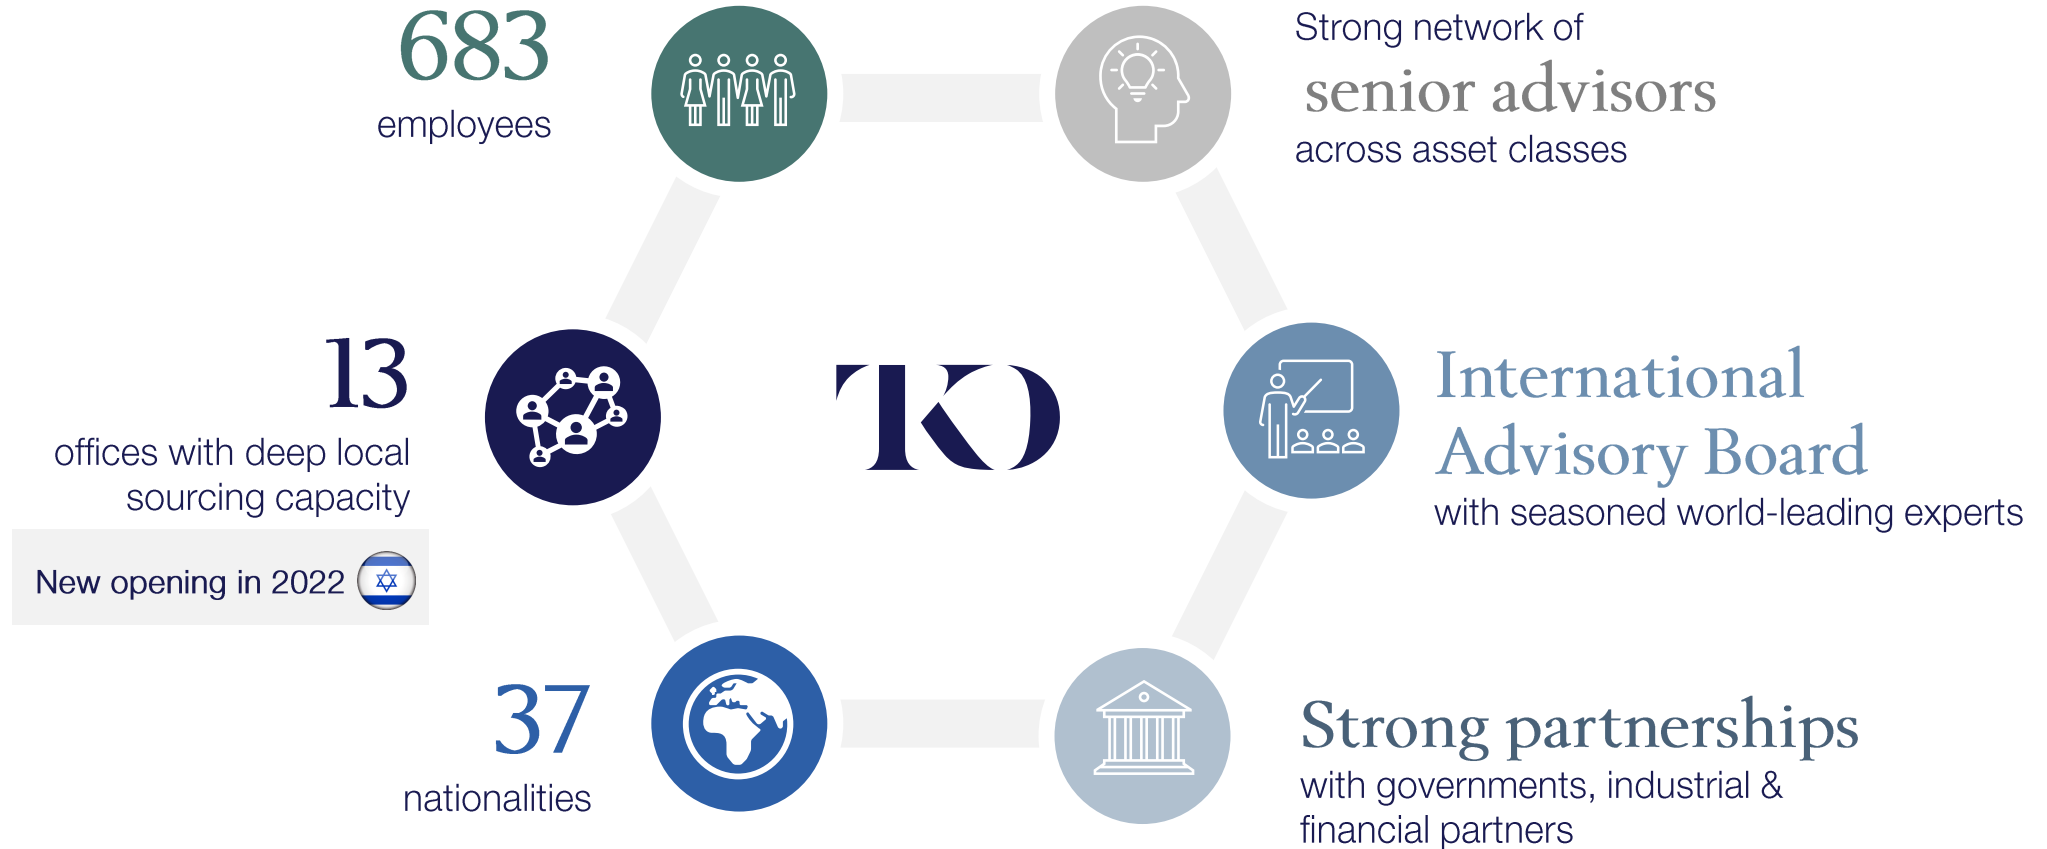 683
employees
Strong network of
senior advisors
across asset classes
13
offices with deep local
sourcing capacity
New opening in 2022
TKO
International
Advisory Board
with seasoned world-leading experts
37
nationalities
Strong partnerships
with governments, industrial &
financial partners